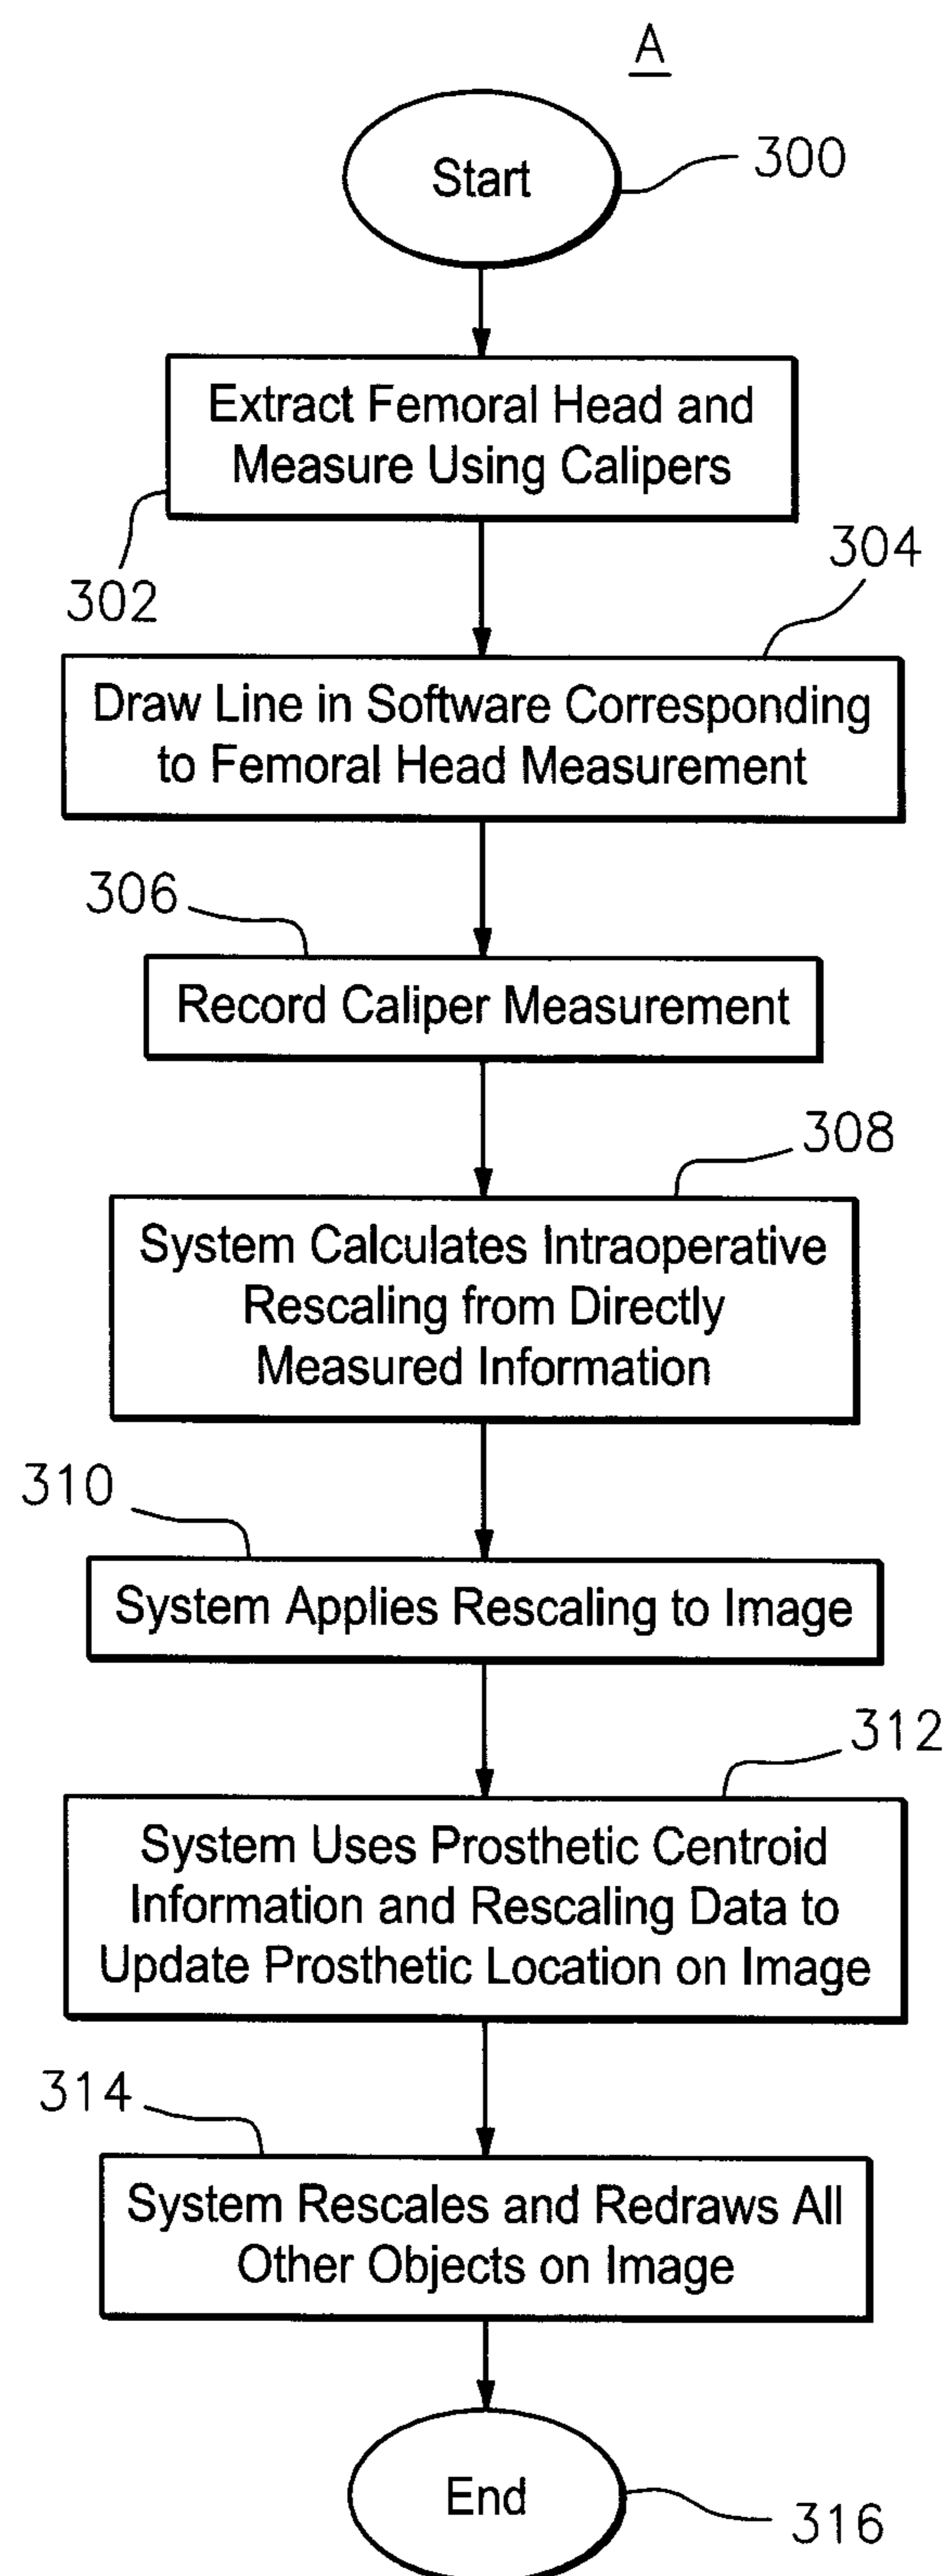 A
Start
300
Extract Femoral Head and
Measure Using Calipers
302
304
Draw Line in Software Corresponding
to Femoral Head Measurement
306
Record Caliper Measurement
308
System Calculates Intraoperative
Rescaling from Directly
Measured Information
310
System Applies Rescaling to Image
312
System Uses Prosthetic Centroid
Information and Rescaling Data to
Update Prosthetic Location on Image
314
System Rescales and Redraws All
Other Objects on Image
End
316